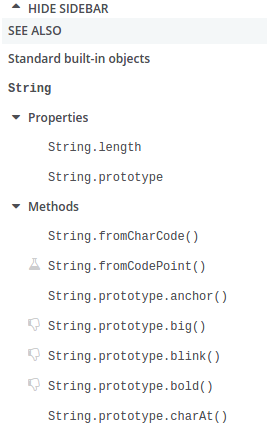 HIDE SIDEBAR
SEE ALSO
Standard built-in objects
String
Properties
String.length
String.prototype
Methods
String.fromCharCode()
String.fromCodePoint()
String.prototype.anchor()
String.prototype.big()
String.prototype.blink()
String.prototype.bold()
String.prototype.charAt()